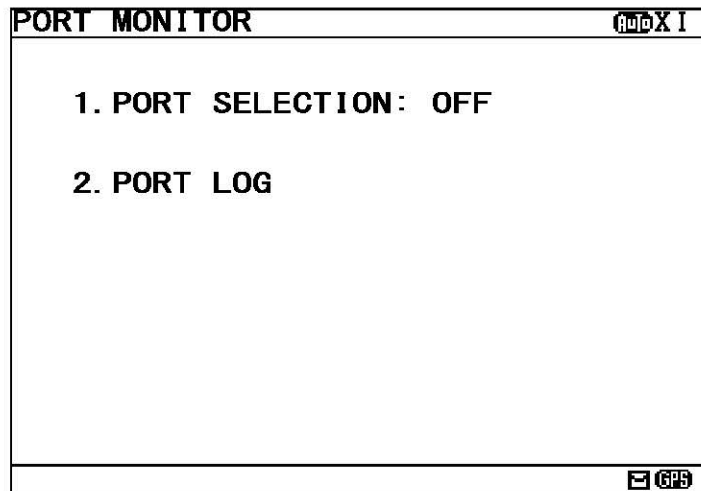 PORT MONITOR
Auto X I
1. PORT SELECTION: OFF
2. PORT LOG
GPS